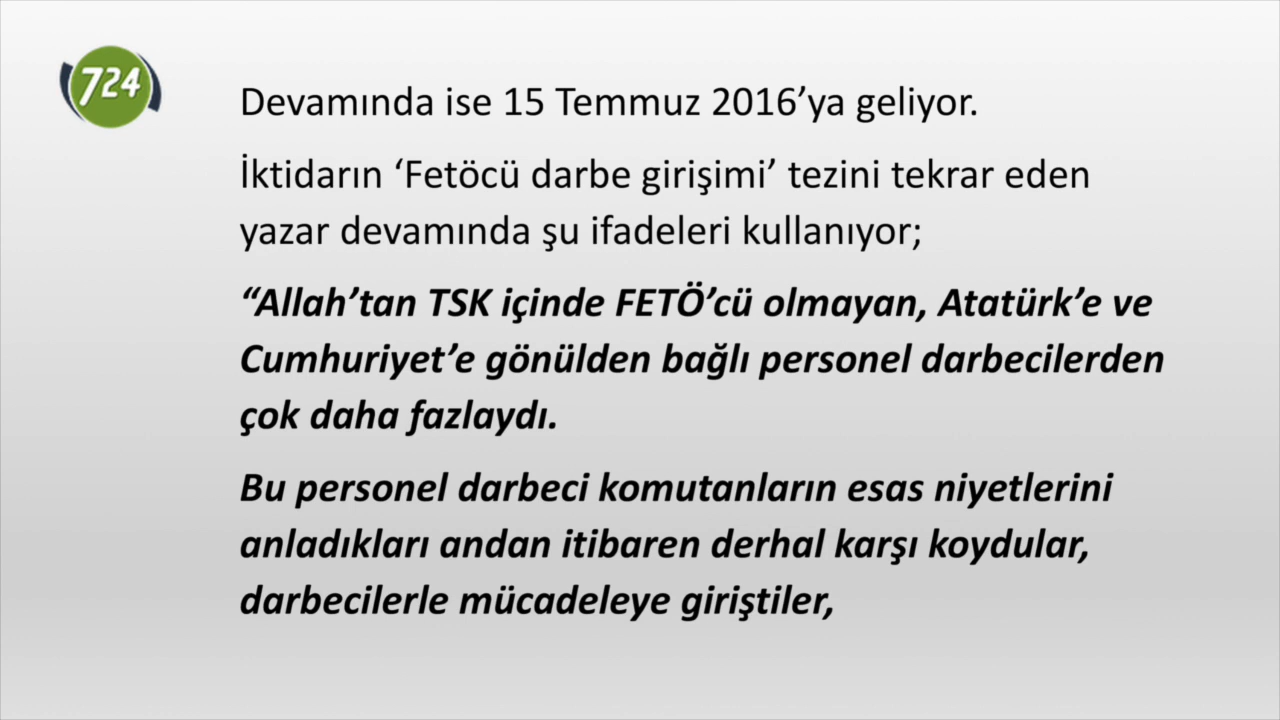 724
Devamında ise 15 Temmuz 2016’ya geliyor.
İktidarın ‘Fetöcü darbe girişimi’ tezini tekrar eden
yazar devamında şu ifadeleri kullanıyor;
“Allah’tan TSK içinde FETÖ’cü olmayan, Atatürk’e ve
Cumhuriyet’e gönülden bağlı personel darbecilerden
çok daha fazlaydı.
Bu personel darbeci komutanların esas niyetlerini
anladıkları andan itibaren derhal karşı koydular,
darbecilerle mücadeleye giriştiler,